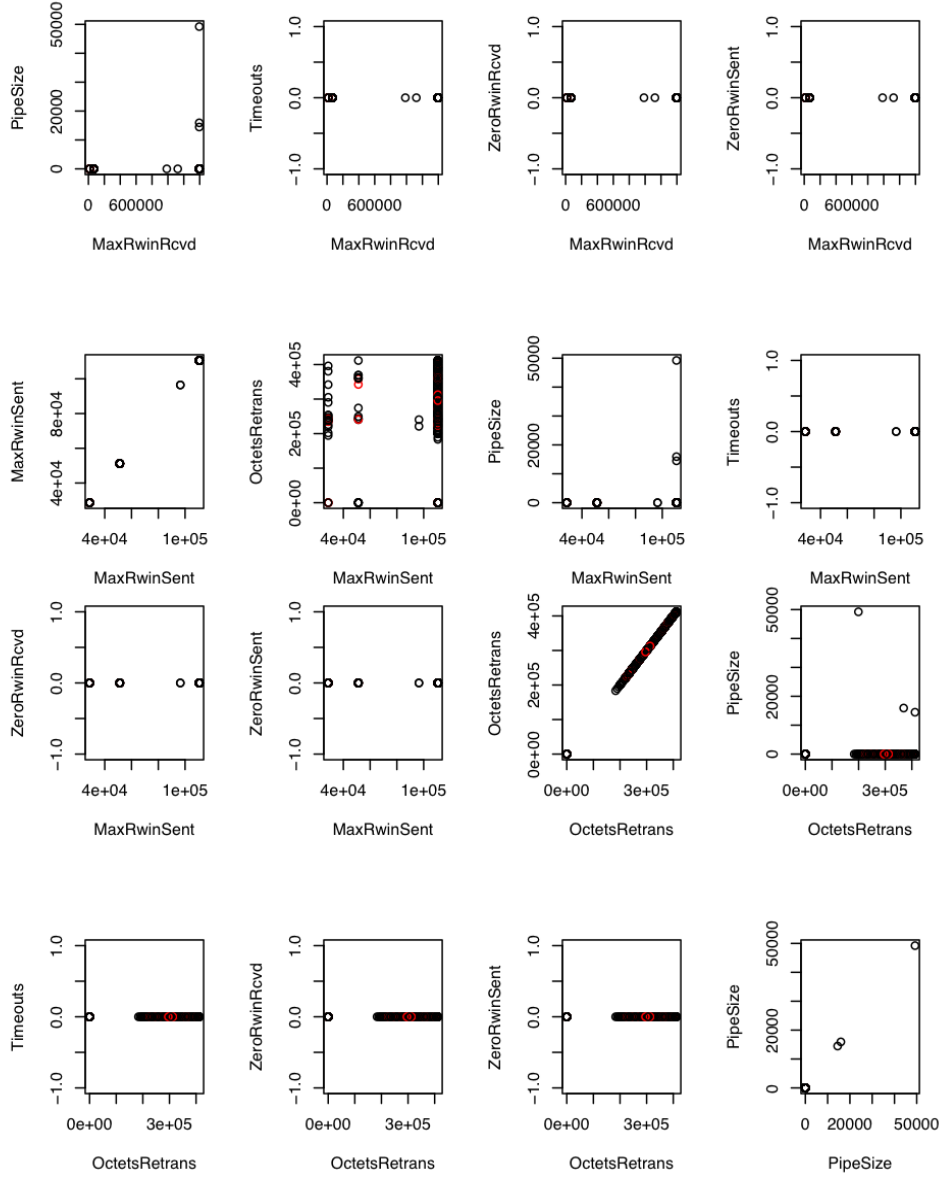 PipeSize
0 20000 50000
0 600000
MaxRwinRcvd
Timeouts
−1.0 0.0 1.0
0 600000
MaxRwinRcvd
ZeroRwinRcvd
−1.0 0.0 1.0
0 600000
MaxRwinRcvd
ZeroRwinSent
−1.0 0.0 1.0
0 600000
MaxRwinRcvd
MaxRwinSent
4e+04 8e+04
4e+04 1e+05
MaxRwinSent
OctetsRetrans
0e+00 2e+05 4e+05
4e+04 1e+05
MaxRwinSent
PipeSize
0 20000 50000
4e+04 1e+05
MaxRwinSent
Timeouts
−1.0 0.0 1.0
4e+04 1e+05
MaxRwinSent
ZeroRwinRcvd
−1.0 0.0 1.0
4e+04 1e+05
MaxRwinSent
ZeroRwinSent
−1.0 0.0 1.0
4e+04 1e+05
MaxRwinSent
OctetsRetrans
0e+00 2e+05 4e+05
0e+00 3e+05
OctetsRetrans
PipeSize
0 20000 50000
0e+00 3e+05
OctetsRetrans
Timeouts
−1.0 0.0 1.0
0e+00 3e+05
OctetsRetrans
ZeroRwinRcvd
−1.0 0.0 1.0
0e+00 3e+05
OctetsRetrans
ZeroRwinSent
−1.0 0.0 1.0
0e+00 3e+05
OctetsRetrans
PipeSize
0 20000 50000
0 20000 50000
PipeSize